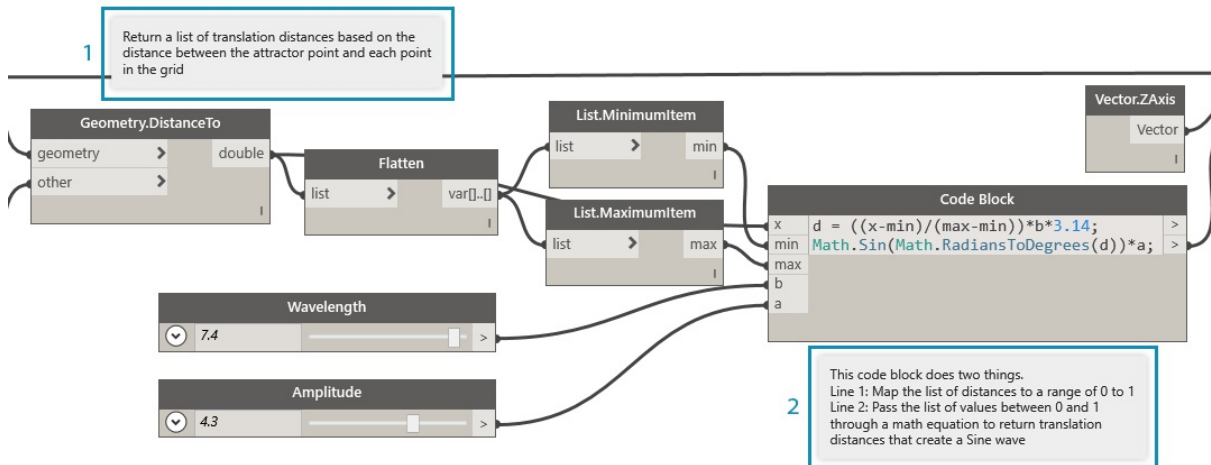 1
Return a list of translation distances based on the
distance between the attractor point and each point
in the grid
Geometry.DistanceTo
geometry > double
other >
l
Flatten
list > var[]..[]
l
List.MinimumItem
list > min
l
List.MaximumItem
list > max
l
Vector.ZAxis
Vector
l
Code Block
x d = ((x-min)/(max-min))*b*3.14; >
min Math.Sin(Math.RadiansToDegrees(d))*a; >
max
b
a
Wavelength
7.4 >
Amplitude
4.3 >
2
This code block does two things.
Line 1: Map the list of distances to a range of 0 to 1
Line 2: Pass the list of values between 0 and 1
through a math equation to return translation
distances that create a Sine wave